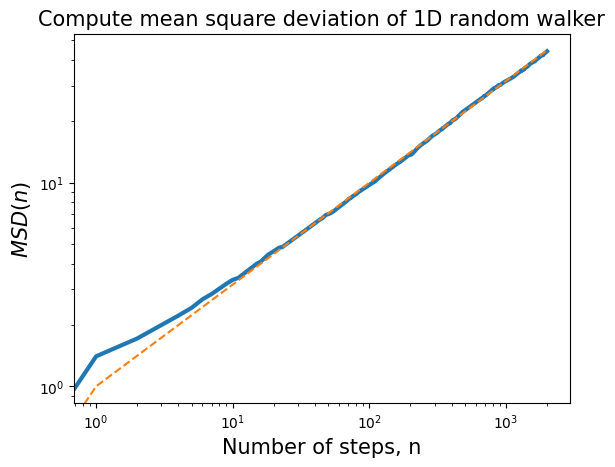 Compute mean square deviation of 1D random walker
MSD(n)
10¹
10⁰
10⁰
10¹
10²
10³
Number of steps, n